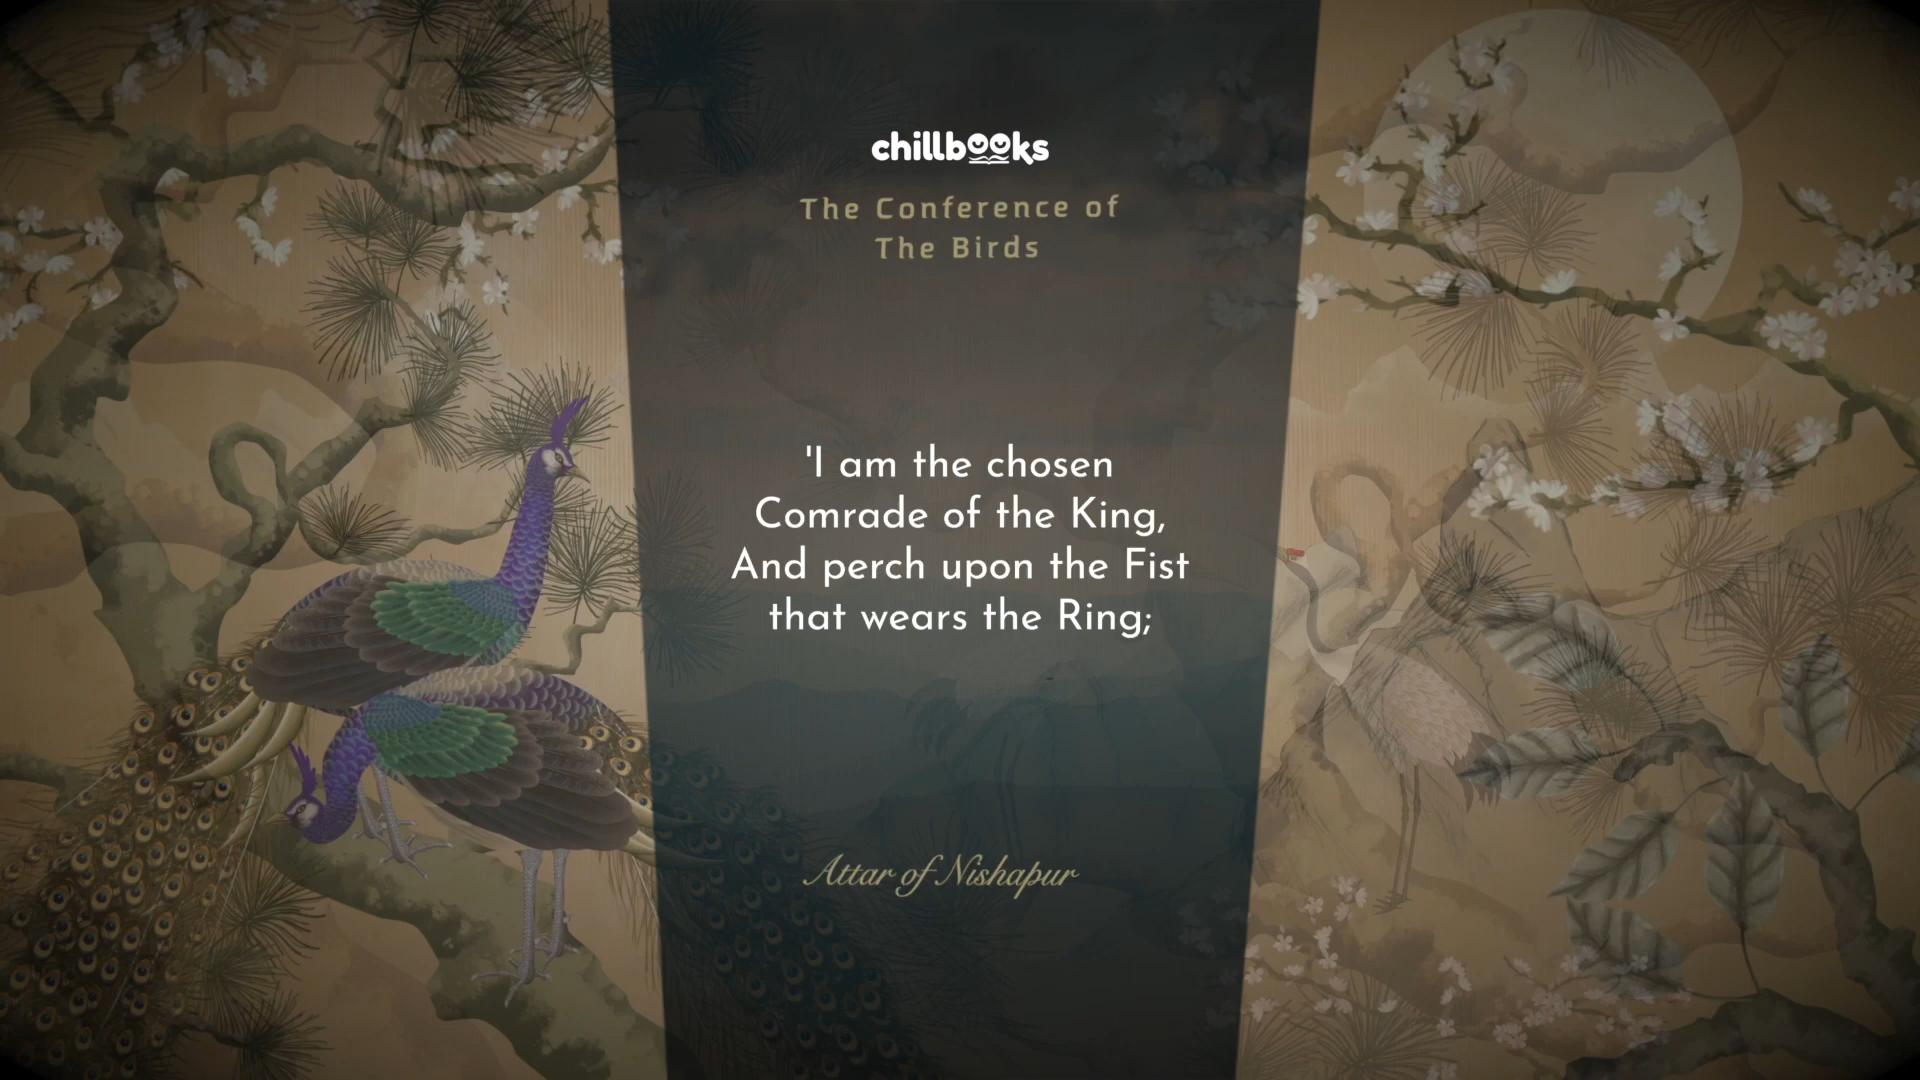 chillbooks
The Conference of
The Birds
'I am the chosen
Comrade of the King,
And perch upon the Fist
that wears the Ring;
Attar of Nishapur